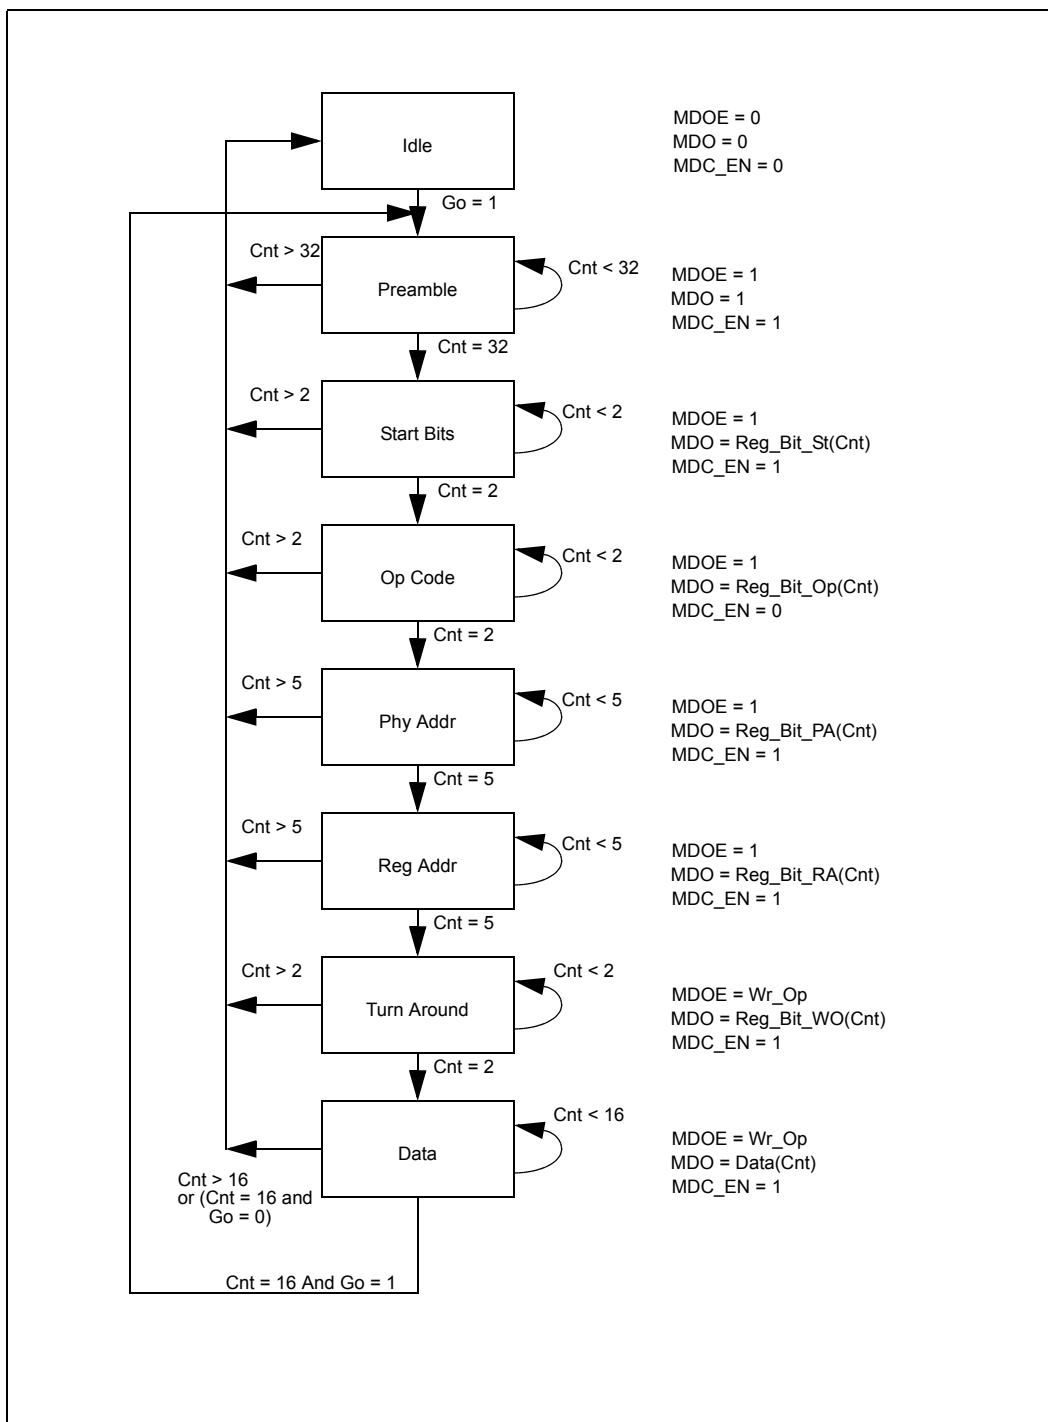 Idle
MDOE = 0
MDO = 0
MDC_EN = 0
Go = 1
Cnt > 32
Preamble
Cnt < 32
MDOE = 1
MDO = 1
MDC_EN = 1
Cnt = 32
Cnt > 2
Start Bits
Cnt < 2
MDOE = 1
MDO = Reg_Bit_St(Cnt)
MDC_EN = 1
Cnt = 2
Cnt > 2
Op Code
Cnt < 2
MDOE = 1
MDO = Reg_Bit_Op(Cnt)
MDC_EN = 0
Cnt = 2
Cnt > 5
Phy Addr
Cnt < 5
MDOE = 1
MDO = Reg_Bit_PA(Cnt)
MDC_EN = 1
Cnt = 5
Cnt > 5
Reg Addr
Cnt < 5
MDOE = 1
MDO = Reg_Bit_RA(Cnt)
MDC_EN = 1
Cnt = 5
Cnt > 2
Turn Around
Cnt < 2
MDOE = Wr_Op
MDO = Reg_Bit_WO(Cnt)
MDC_EN = 1
Cnt = 2
Data
Cnt < 16
MDOE = Wr_Op
MDO = Data(Cnt)
MDC_EN = 1
Cnt > 16
or (Cnt = 16 and
Go = 0)
Cnt = 16 And Go = 1